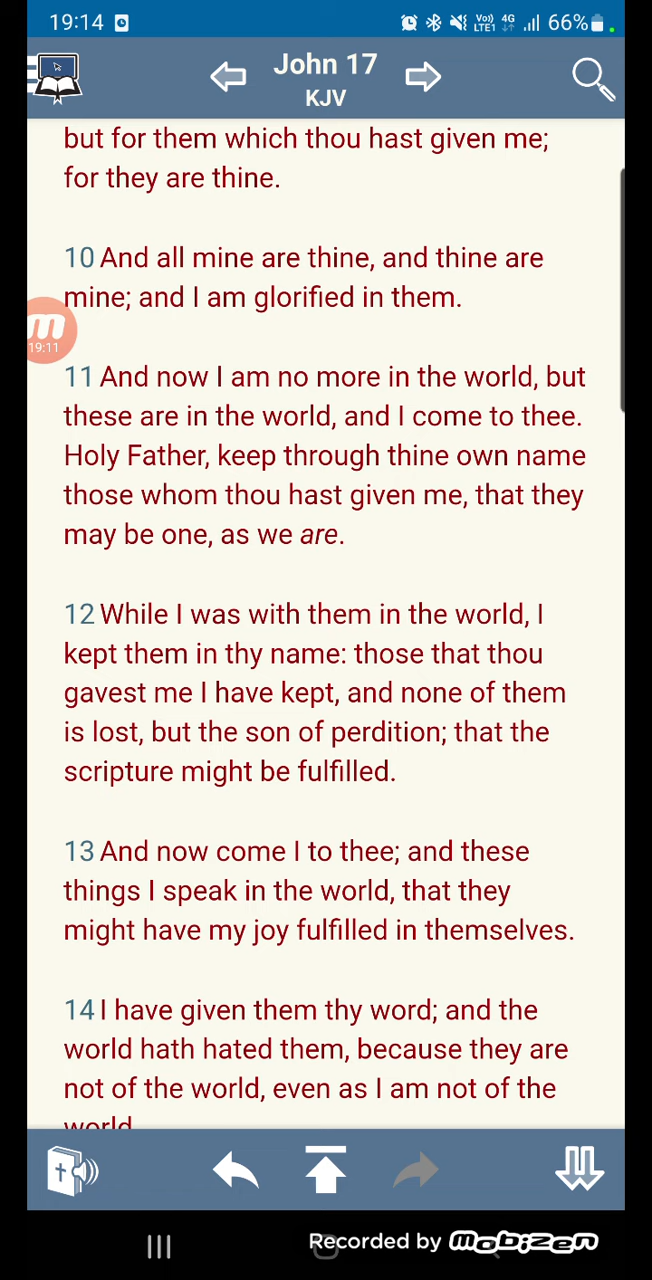 19:14
Vo))
LTE1
4G
66%
John 17
KJV
but for them which thou hast given me;
for they are thine.
10 And all mine are thine, and thine are
mine; and I am glorified in them.
19:11
11 And now I am no more in the world, but
these are in the world, and I come to thee.
Holy Father, keep through thine own name
those whom thou hast given me, that they
may be one, as we are.
12 While I was with them in the world, I
kept them in thy name: those that thou
gavest me I have kept, and none of them
is lost, but the son of perdition; that the
scripture might be fulfilled.
13 And now come I to thee; and these
things I speak in the world, that they
might have my joy fulfilled in themselves.
14 I have given them thy word; and the
world hath hated them, because they are
not of the world, even as I am not of the
world
Recorded by mobizen